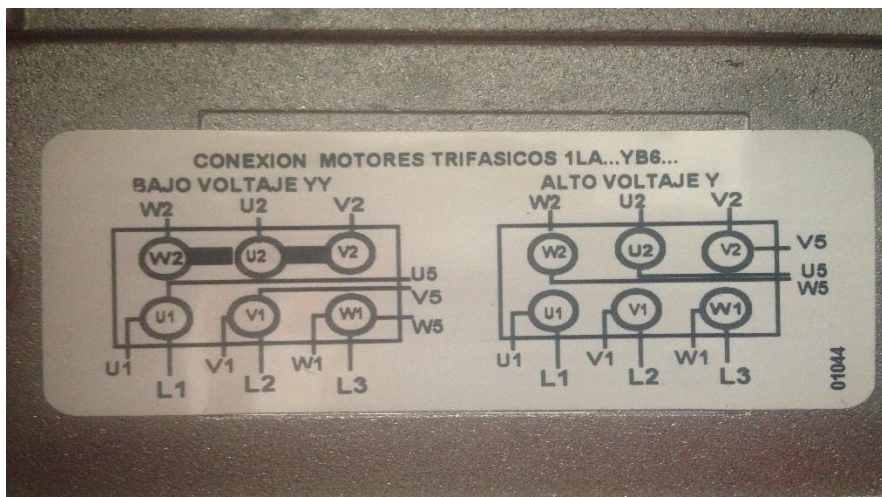 CONEXION MOTORES TRIFASICOS 1LA...YB6...
BAJO VOLTAJE YY
W2 U2 V2
W2 U2 V2
U5
V5
U1 V1 W1
W5
U1 V1 W1
L1 L2 L3
ALTO VOLTAJE Y
W2 U2 V2
W2 U2 V2
V5
U5
W5
U1 V1 W1
U1 V1 W1
L1 L2 L3
01044